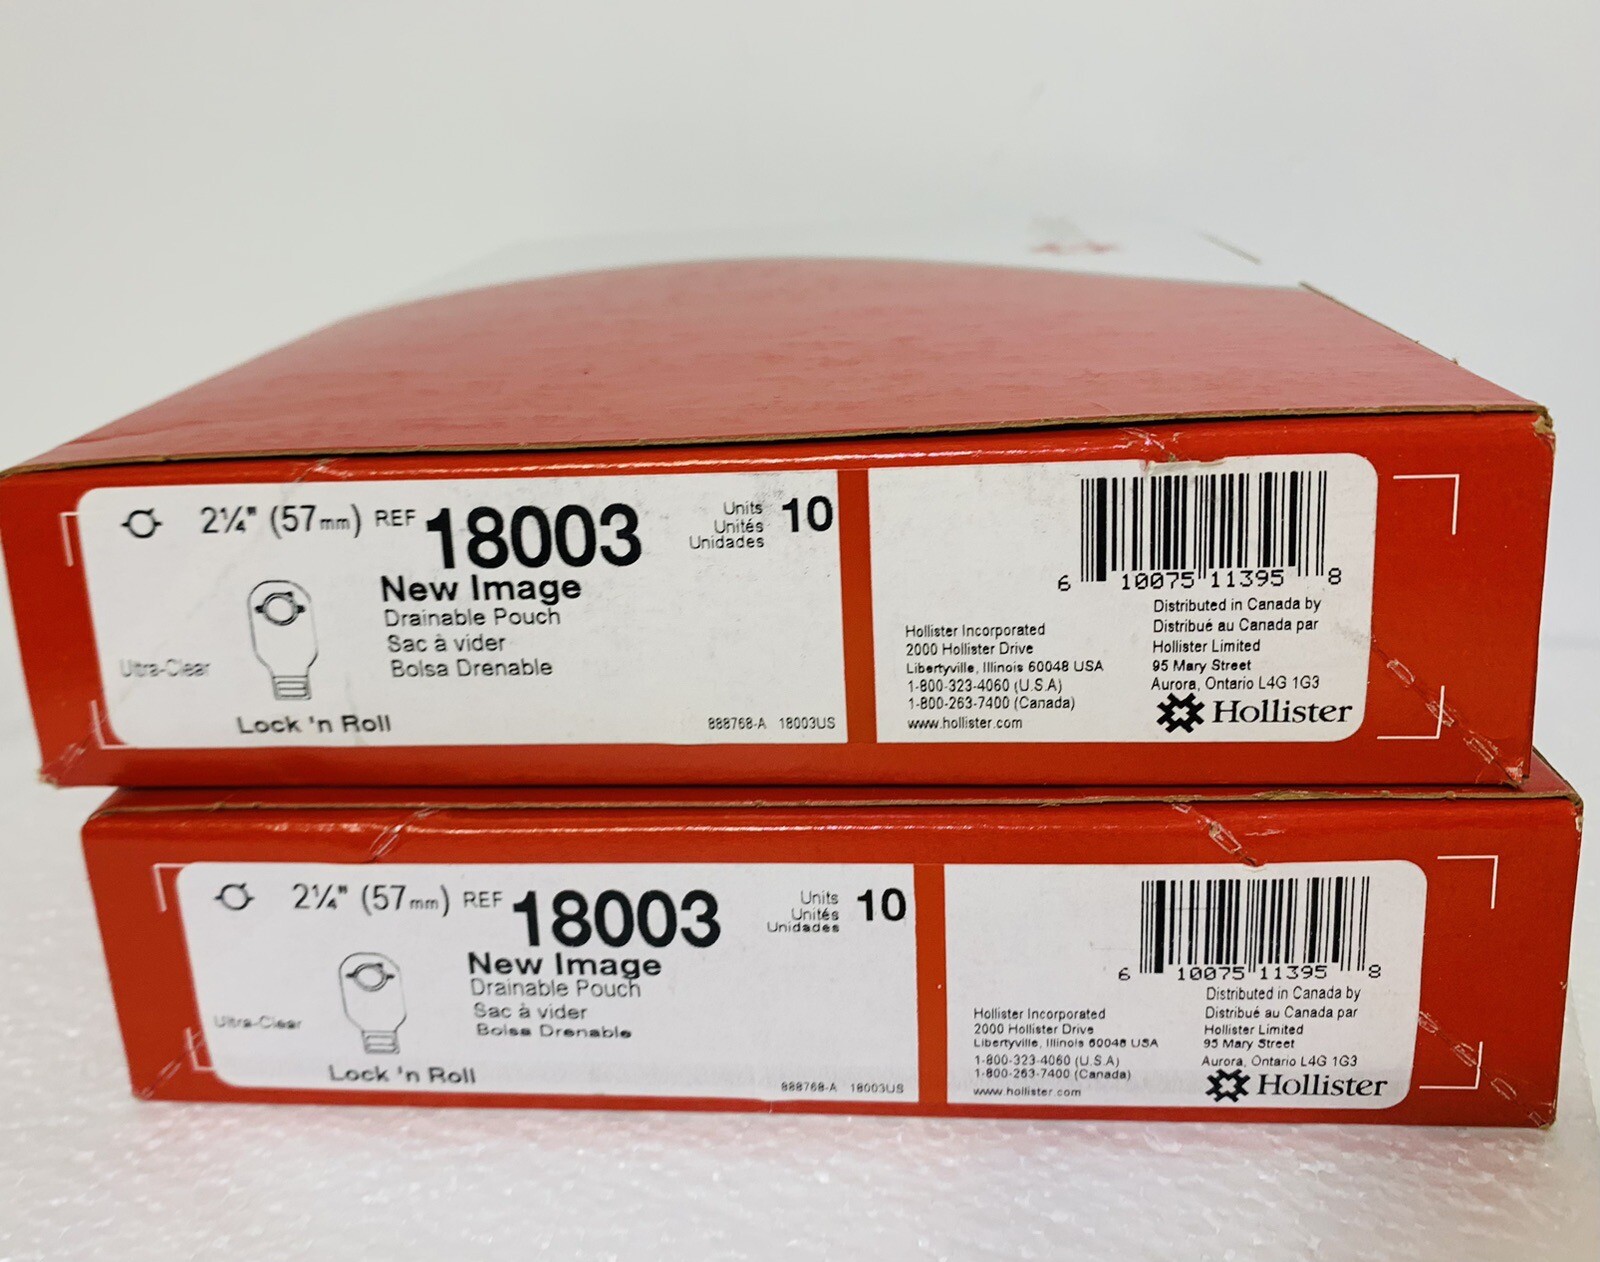 2¼" (57mm) REF 18003
Units
Unités
Unidades
10
New Image
Drainable Pouch
Sac à vider
Bolsa Drenable
Ultra-Clear
Lock 'n Roll
888768-A 18003US
6 10075 11395 8
Hollister Incorporated
2000 Hollister Drive
Libertyville, Illinois 60048 USA
1-800-323-4060 (U.S.A)
1-800-263-7400 (Canada)
www.hollister.com
Distributed in Canada by
Distribué au Canada par
Hollister Limited
95 Mary Street
Aurora, Ontario L4G 1G3
Hollister
2¼" (57mm) REF 18003
Units
Unités
Unidades
10
New Image
Drainable Pouch
Sac à vider
Bolsa Drenable
Ultra-Clear
Lock 'n Roll
888768-A 18003US
6 10075 11395 8
Hollister Incorporated
2000 Hollister Drive
Libertyville, Illinois 60048 USA
1-800-323-4060 (U.S.A)
1-800-263-7400 (Canada)
www.hollister.com
Distributed in Canada by
Distribué au Canada par
Hollister Limited
95 Mary Street
Aurora, Ontario L4G 1G3
Hollister